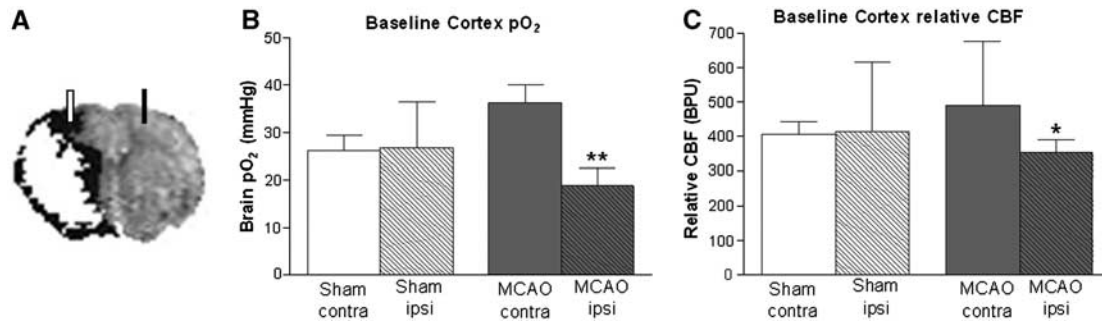 A
B
Baseline Cortex pO₂
Brain pO₂ (mmHg)
50
40
30
20
10
0
**
Sham contra
Sham ipsi
MCAO contra
MCAO ipsi
C
Baseline Cortex relative CBF
Relative CBF (BPU)
700
600
500
400
300
200
100
0
*
Sham contra
Sham ipsi
MCAO contra
MCAO ipsi